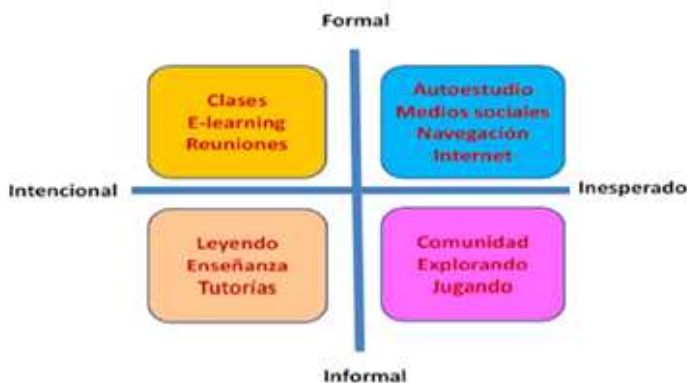 Formal
Clases
E-learning
Reuniones
Autoestudio
Medios sociales
Navegación
Internet
Intencional
Inesperado
Leyendo
Enseñanza
Tutorías
Comunidad
Explorando
Jugando
Informal